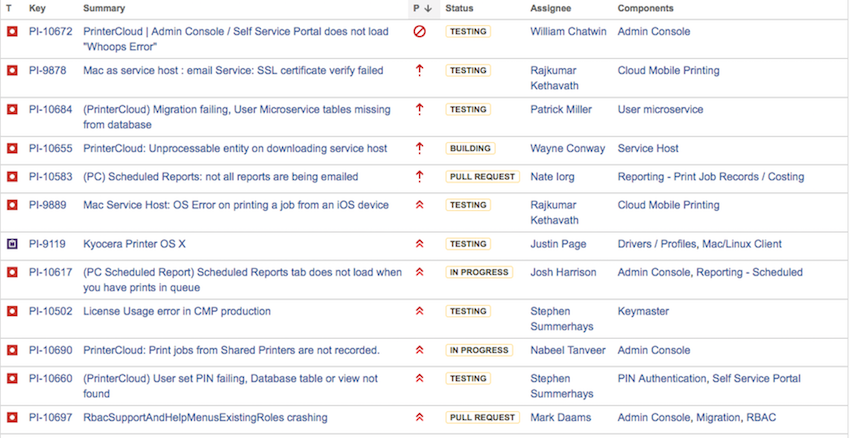 T Key Summary P ↓ Status Assignee Components
PI-10672 PrinterCloud | Admin Console / Self Service Portal does not load TESTING William Chatwin Admin Console
"Whoops Error"
PI-9878 Mac as service host : email Service: SSL certificate verify failed TESTING Rajkumar Cloud Mobile Printing
Kethavath
PI-10684 (PrinterCloud) Migration failing, User Microservice tables missing TESTING Patrick Miller User microservice
from database
PI-10655 PrinterCloud: Unprocessable entity on downloading service host BUILDING Wayne Conway Service Host
PI-10583 (PC) Scheduled Reports: not all reports are being emailed PULL REQUEST Nate Iorg Reporting - Print Job Records / Costing
PI-9889 Mac Service Host: OS Error on printing a job from an iOS device TESTING Rajkumar Cloud Mobile Printing
Kethavath
PI-9119 Kyocera Printer OS X TESTING Justin Page Drivers / Profiles, Mac/Linux Client
PI-10617 (PC Scheduled Report) Scheduled Reports tab does not load when IN PROGRESS Josh Harrison Admin Console, Reporting - Scheduled
you have prints in queue
PI-10502 License Usage error in CMP production TESTING Stephen Keymaster
Summerhays
PI-10690 PrinterCloud: Print jobs from Shared Printers are not recorded. IN PROGRESS Nabeel Tanveer Admin Console
PI-10660 (PrinterCloud) User set PIN failing, Database table or view not TESTING Stephen PIN Authentication, Self Service Portal
found Summerhays
PI-10697 RbacSupportAndHelpMenusExistingRoles crashing PULL REQUEST Mark Daams Admin Console, Migration, RBAC